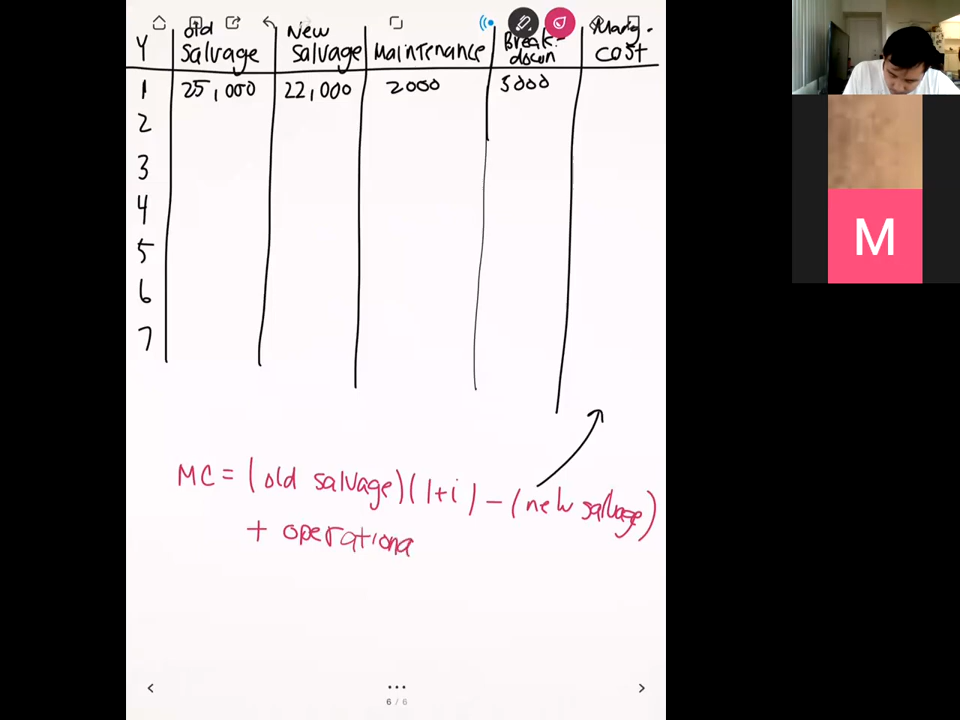 Y old Salvage New Salvage Maintenance Break-down Marg. cost
1 25,000 22,000 2000 5000
2
3
4
5
6
7
MC = (old salvage)(1+i) - (new salvage)
+ operationa
M
6 / 6